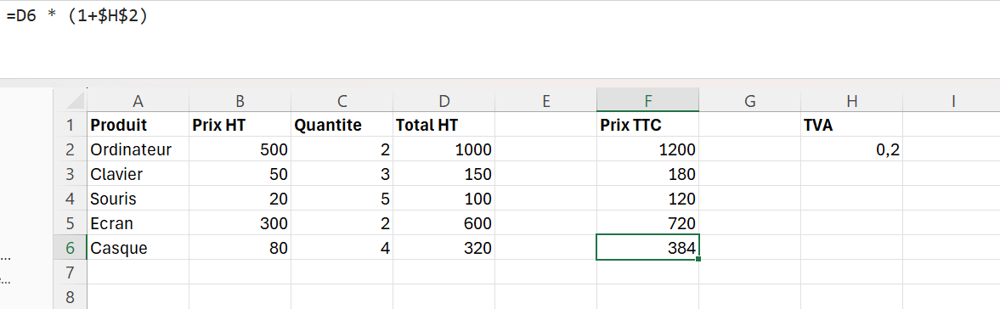 =D6 * (1+$H$2)
A B C D E F G H I
1 Produit Prix HT Quantite Total HT Prix TTC TVA
2 Ordinateur 500 2 1000 1200 0,2
3 Clavier 50 3 150 180
4 Souris 20 5 100 120
5 Ecran 300 2 600 720
6 Casque 80 4 320 384
7
8
...
...